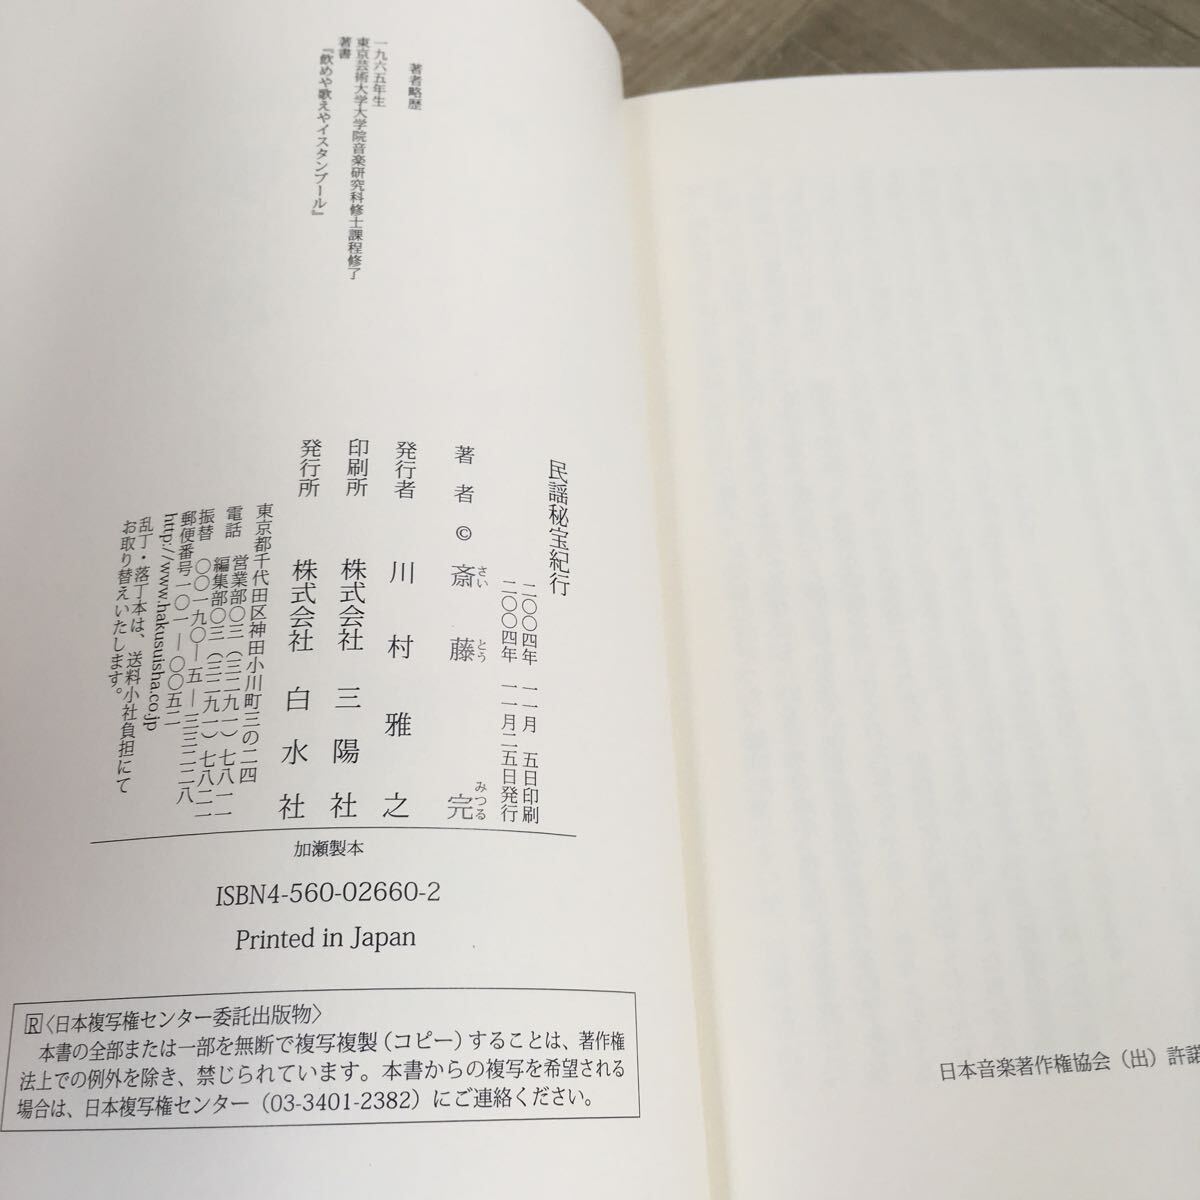 著者略歴
一九六五年生
東京芸術大学大学院音楽研究科修士課程修了
著書
『飲めや歌えやイスタンブール』
民謡秘宝紀行
二〇〇四年 一一月 五日印刷
二〇〇四年 一一月二五日発行
著者 © 斎藤 完
さい とう みつる
発行者 川村雅之
印刷所 株式会社 三陽社
発行所 株式会社 白水社
東京都千代田区神田小川町三の二四
電話 営業部〇三(三二九一)七八一一
編集部〇三(三二九一)七八二一
振替 〇〇一九〇―五―三三二二八
郵便番号一〇一―〇〇五二
http://www.hakusuisha.co.jp
乱丁・落丁本は、送料小社負担にて
お取り替えいたします。
加瀬製本
ISBN4-560-02660-2
Printed in Japan
R〈日本複写権センター委託出版物〉
本書の全部または一部を無断で複写複製(コピー)することは、著作権
法上での例外を除き、禁じられています。本書からの複写を希望される
場合は、日本複写権センター(03-3401-2382)にご連絡ください。
日本音楽著作権協会(出)許諾